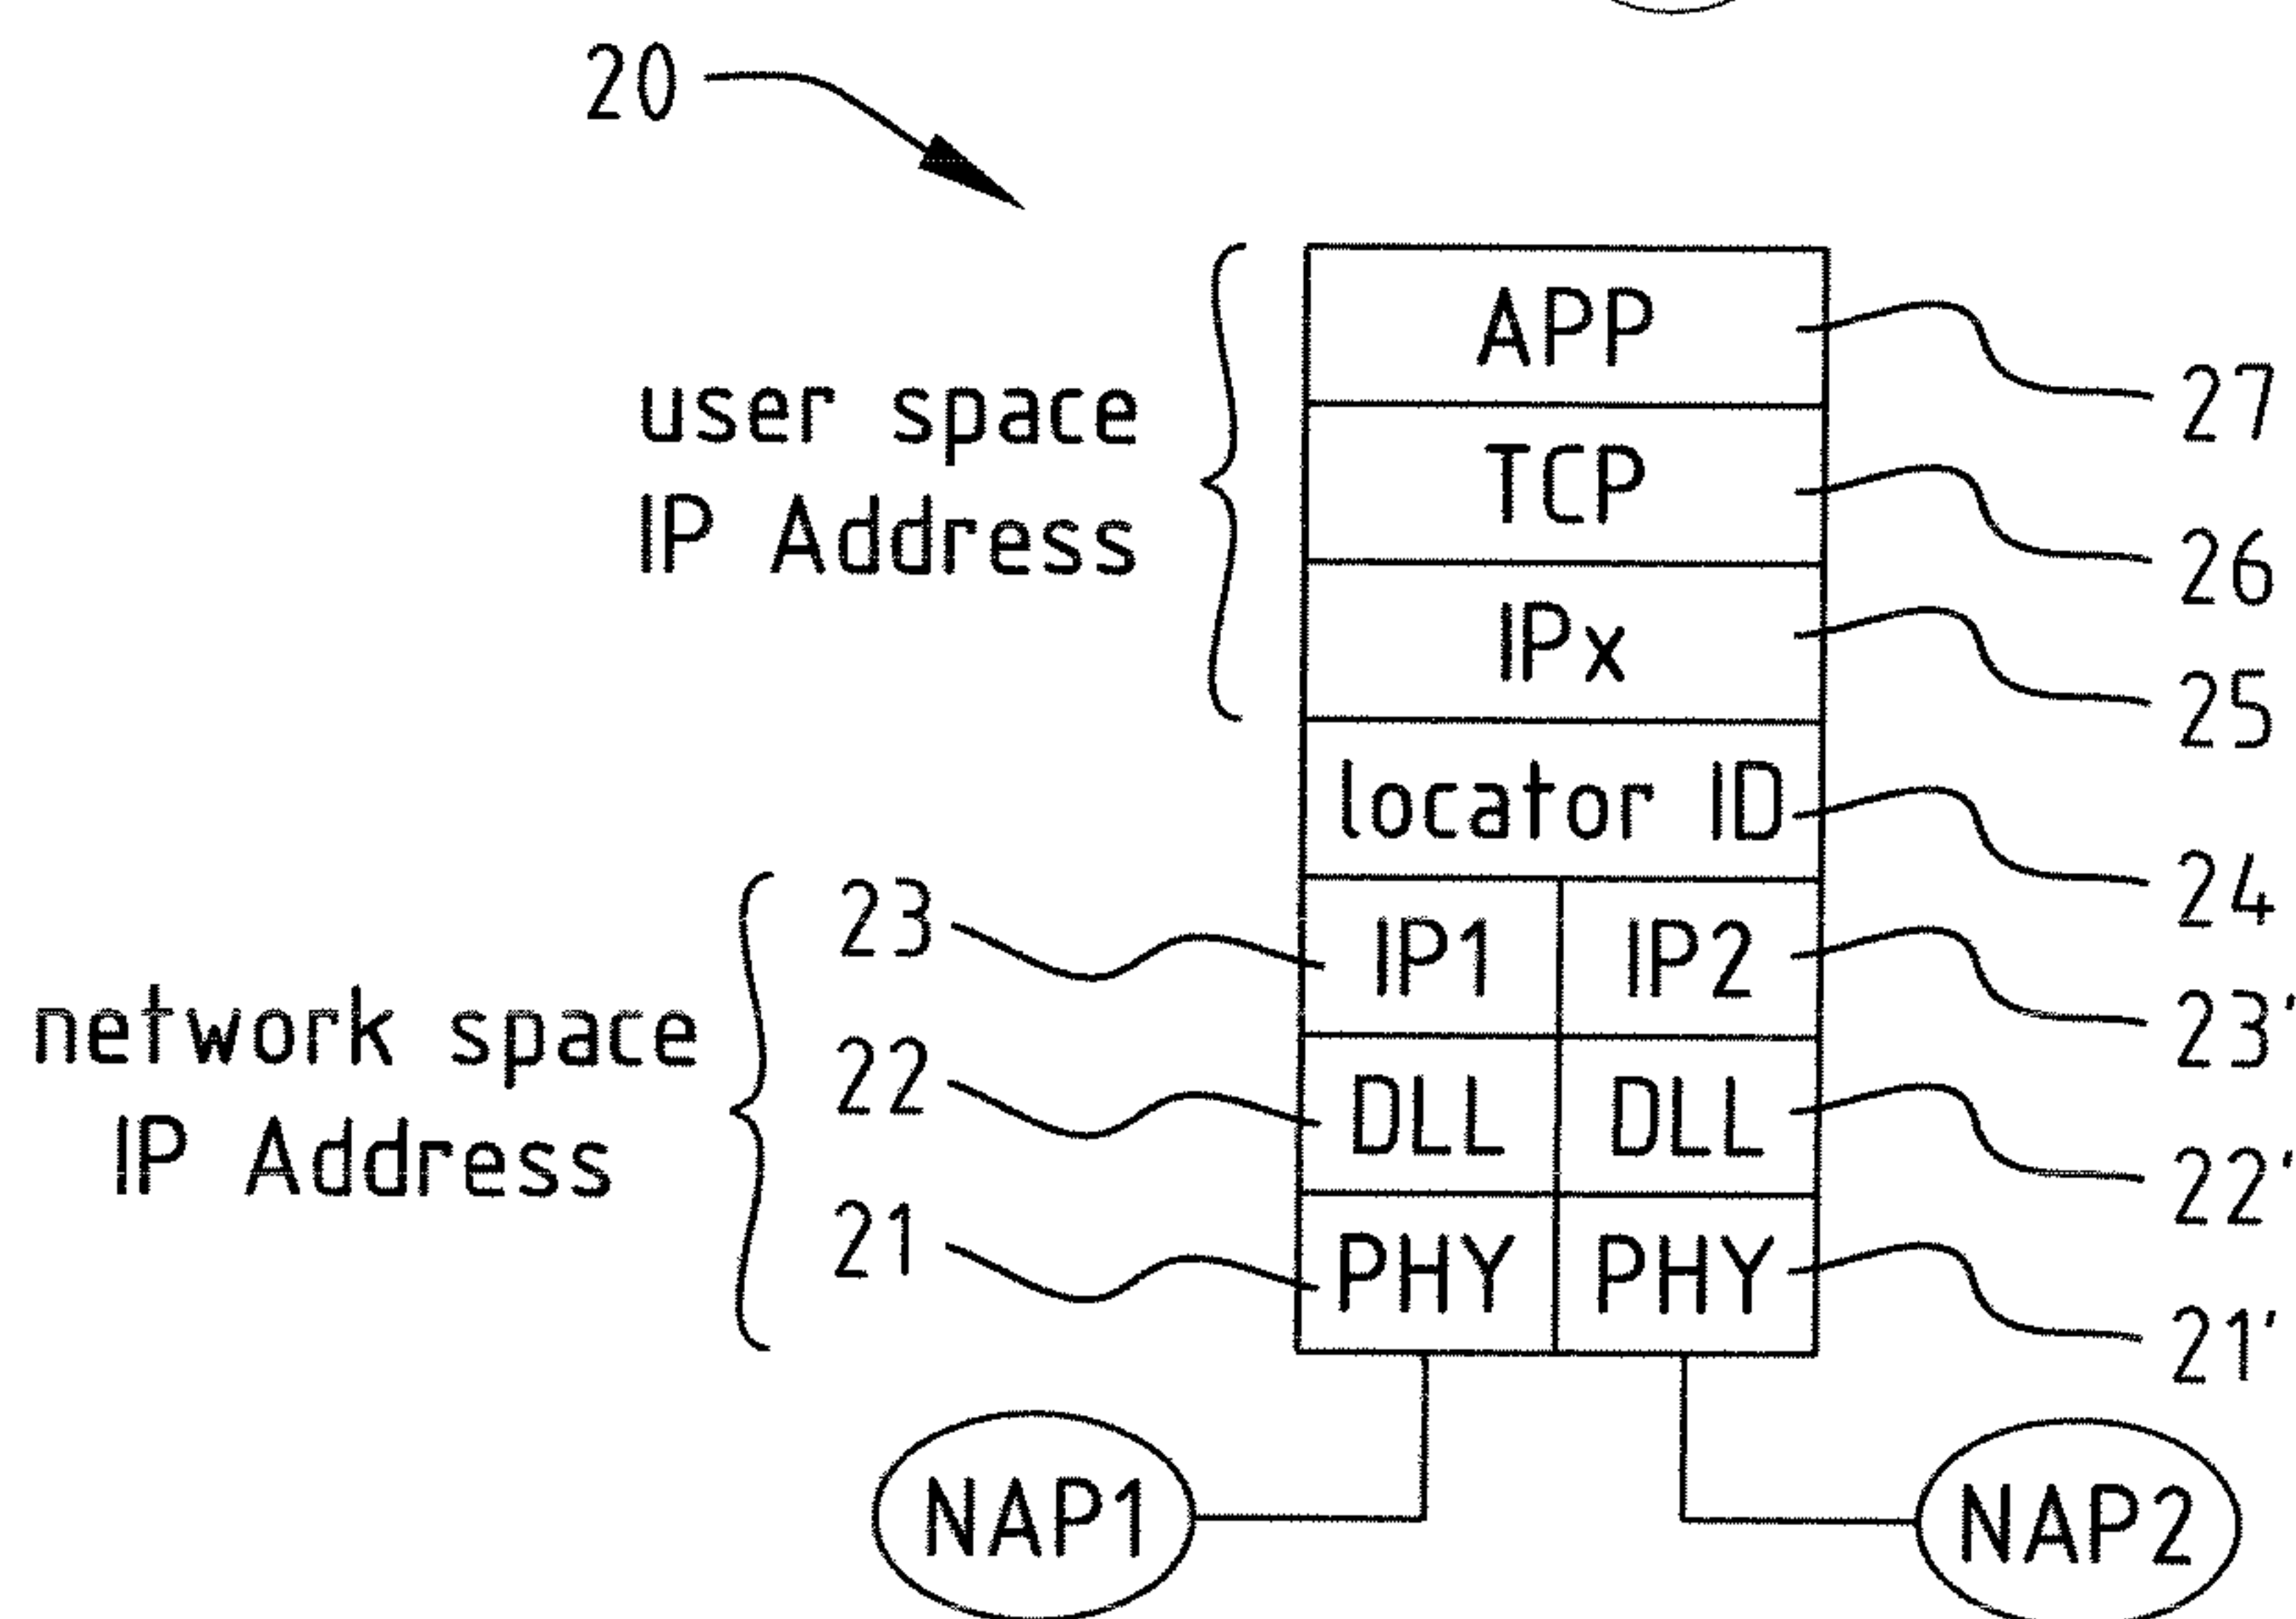 20
APP
27
user space
IP Address
TCP
26
IPx
25
locator ID
24
network space
IP Address
23
IP1
IP2
23'
22
DLL
DLL
22'
21
PHY
PHY
21'
NAP1
NAP2